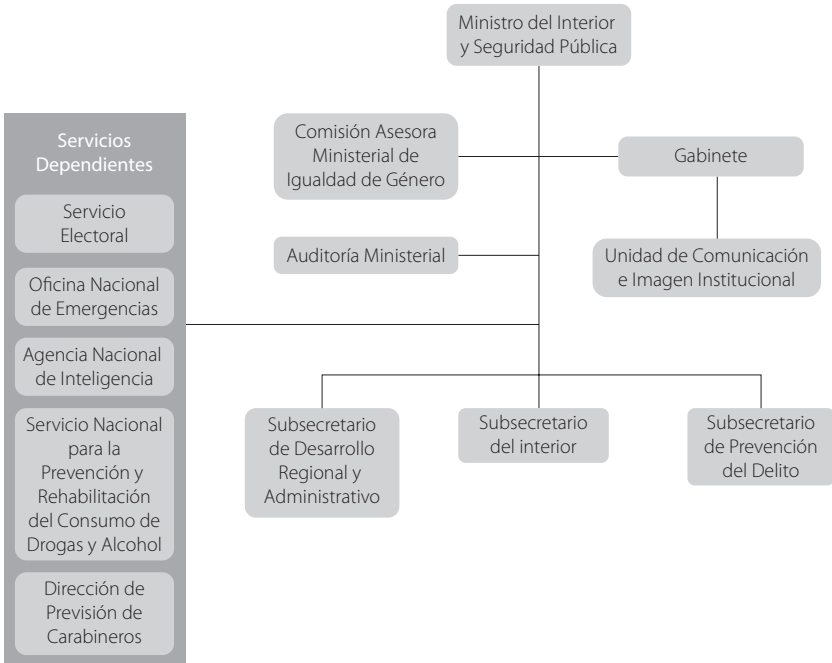 Ministro del Interior
y Seguridad Pública
Servicios
Dependientes
Comisión Asesora
Ministerial de
Igualdad de Género
Gabinete
Servicio
Electoral
Auditoría Ministerial
Unidad de Comunicación
e Imagen Institucional
Oficina Nacional
de Emergencias
Agencia Nacional
de Inteligencia
Servicio Nacional
para la
Prevención y
Rehabilitación
del Consumo de
Drogas y Alcohol
Dirección de
Previsión de
Carabineros
Subsecretario
de Desarrollo
Regional y
Administrativo
Subsecretario
del interior
Subsecretario
de Prevención
del Delito